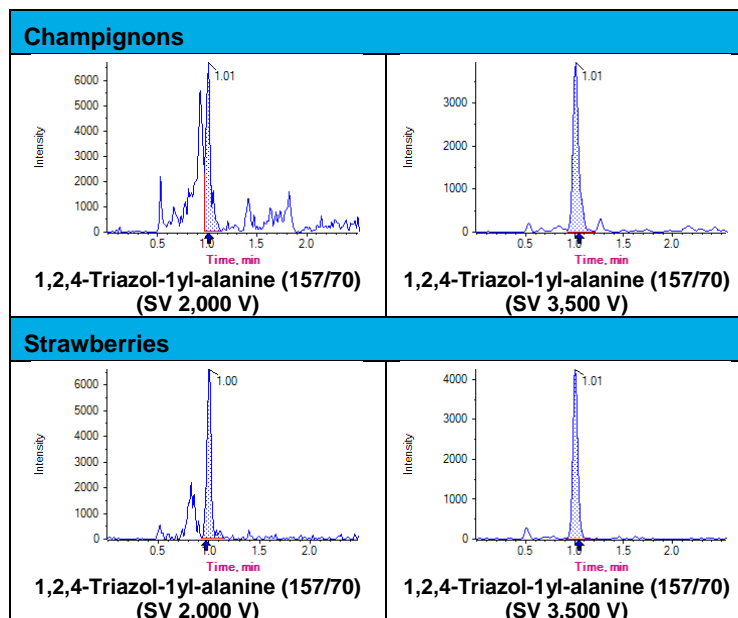 Champignons
1.01
6000
5000
4000
3000
2000
1000
0
Intensity
0.5
1.0
1.5
2.0
Time, min
1,2,4-Triazol-1yl-alanine (157/70)
(SV 2,000 V)
1.01
3000
2000
1000
0
Intensity
0.5
1.0
1.5
2.0
Time, min
1,2,4-Triazol-1yl-alanine (157/70)
(SV 3,500 V)
Strawberries
1.00
6000
5000
4000
3000
2000
1000
0
Intensity
0.5
1.0
1.5
2.0
Time, min
1,2,4-Triazol-1yl-alanine (157/70)
(SV 2,000 V)
1.01
4000
3000
2000
1000
0
Intensity
0.5
1.0
1.5
2.0
Time, min
1,2,4-Triazol-1yl-alanine (157/70)
(SV 3,500 V)